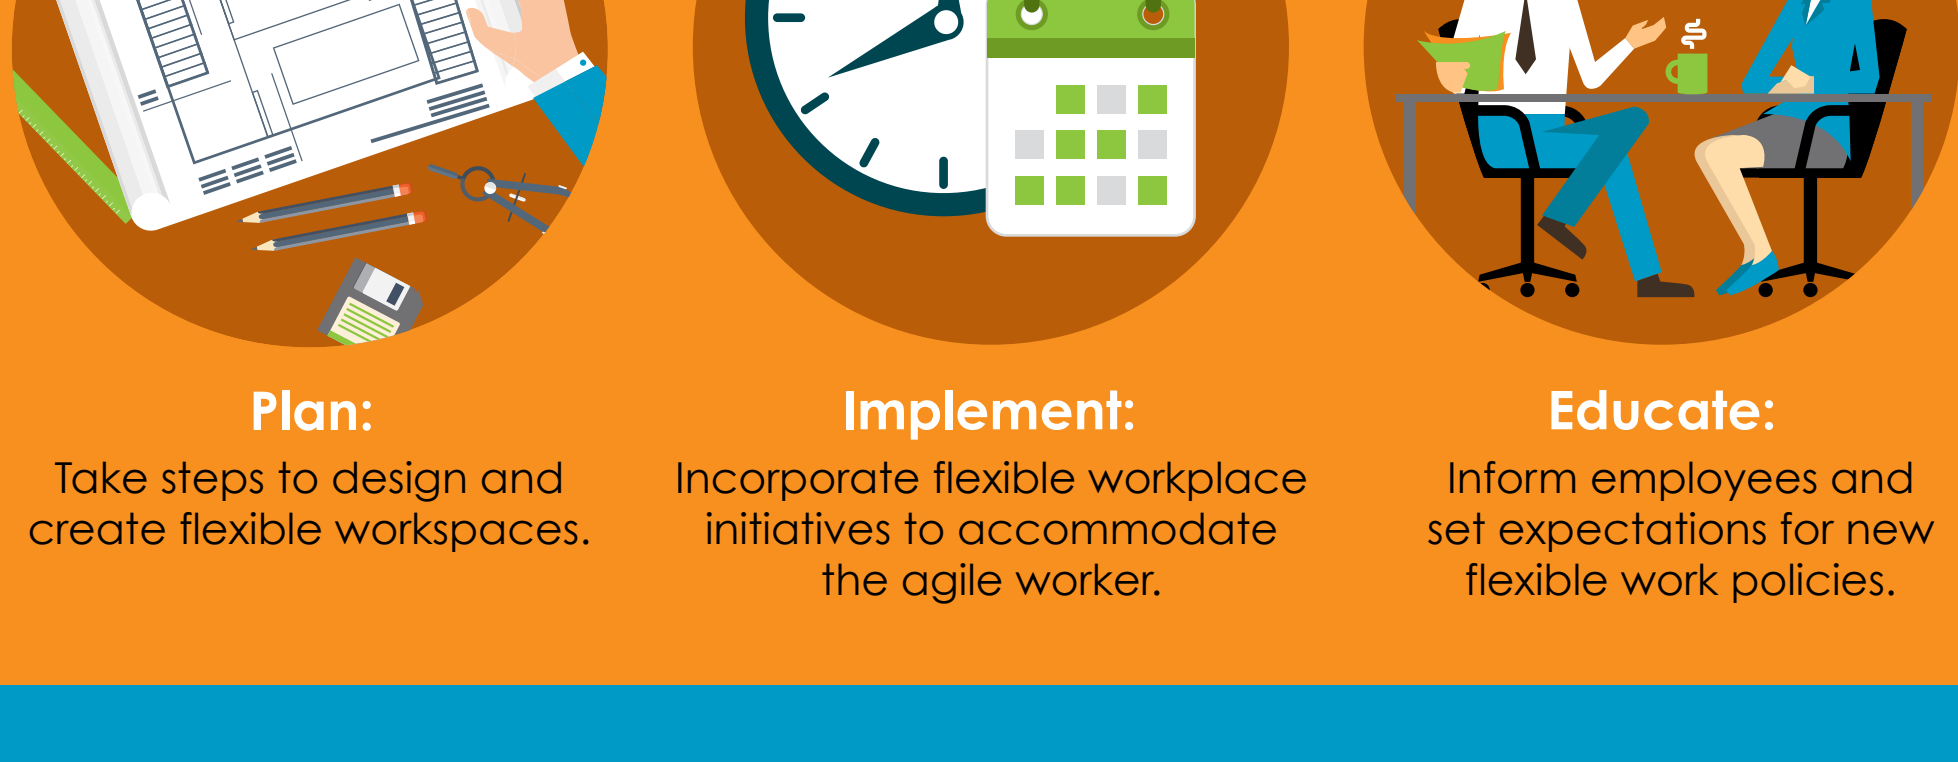 Plan:
Take steps to design and
create flexible workspaces.
Implement:
Incorporate flexible workplace
initiatives to accommodate
the agile worker.
Educate:
Inform employees and
set expectations for new
flexible work policies.